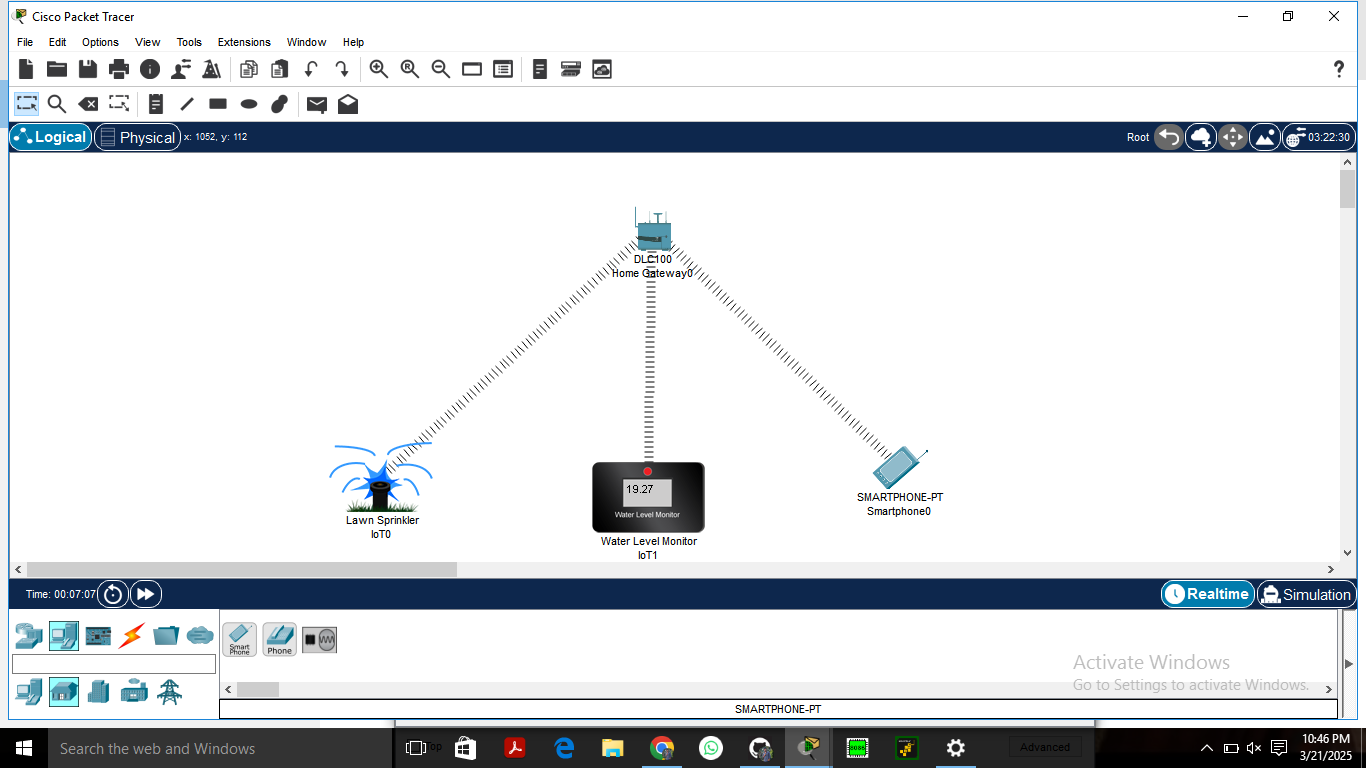 Cisco Packet Tracer
File Edit Options View Tools Extensions Window Help
Logical Physical x: 1052, y: 112 Root 03:22:30
DLC100
Home Gateway0
19.27
Water Level Monitor
Lawn Sprinkler
IoT0
Water Level Monitor
IoT1
SMARTPHONE-PT
Smartphone0
Time: 00:07:07 Realtime Simulation
Smart
Phone
Phone
Activate Windows
Go to Settings to activate Windows.
SMARTPHONE-PT
Search the web and Windows
Advanced
10:46 PM
3/21/2025